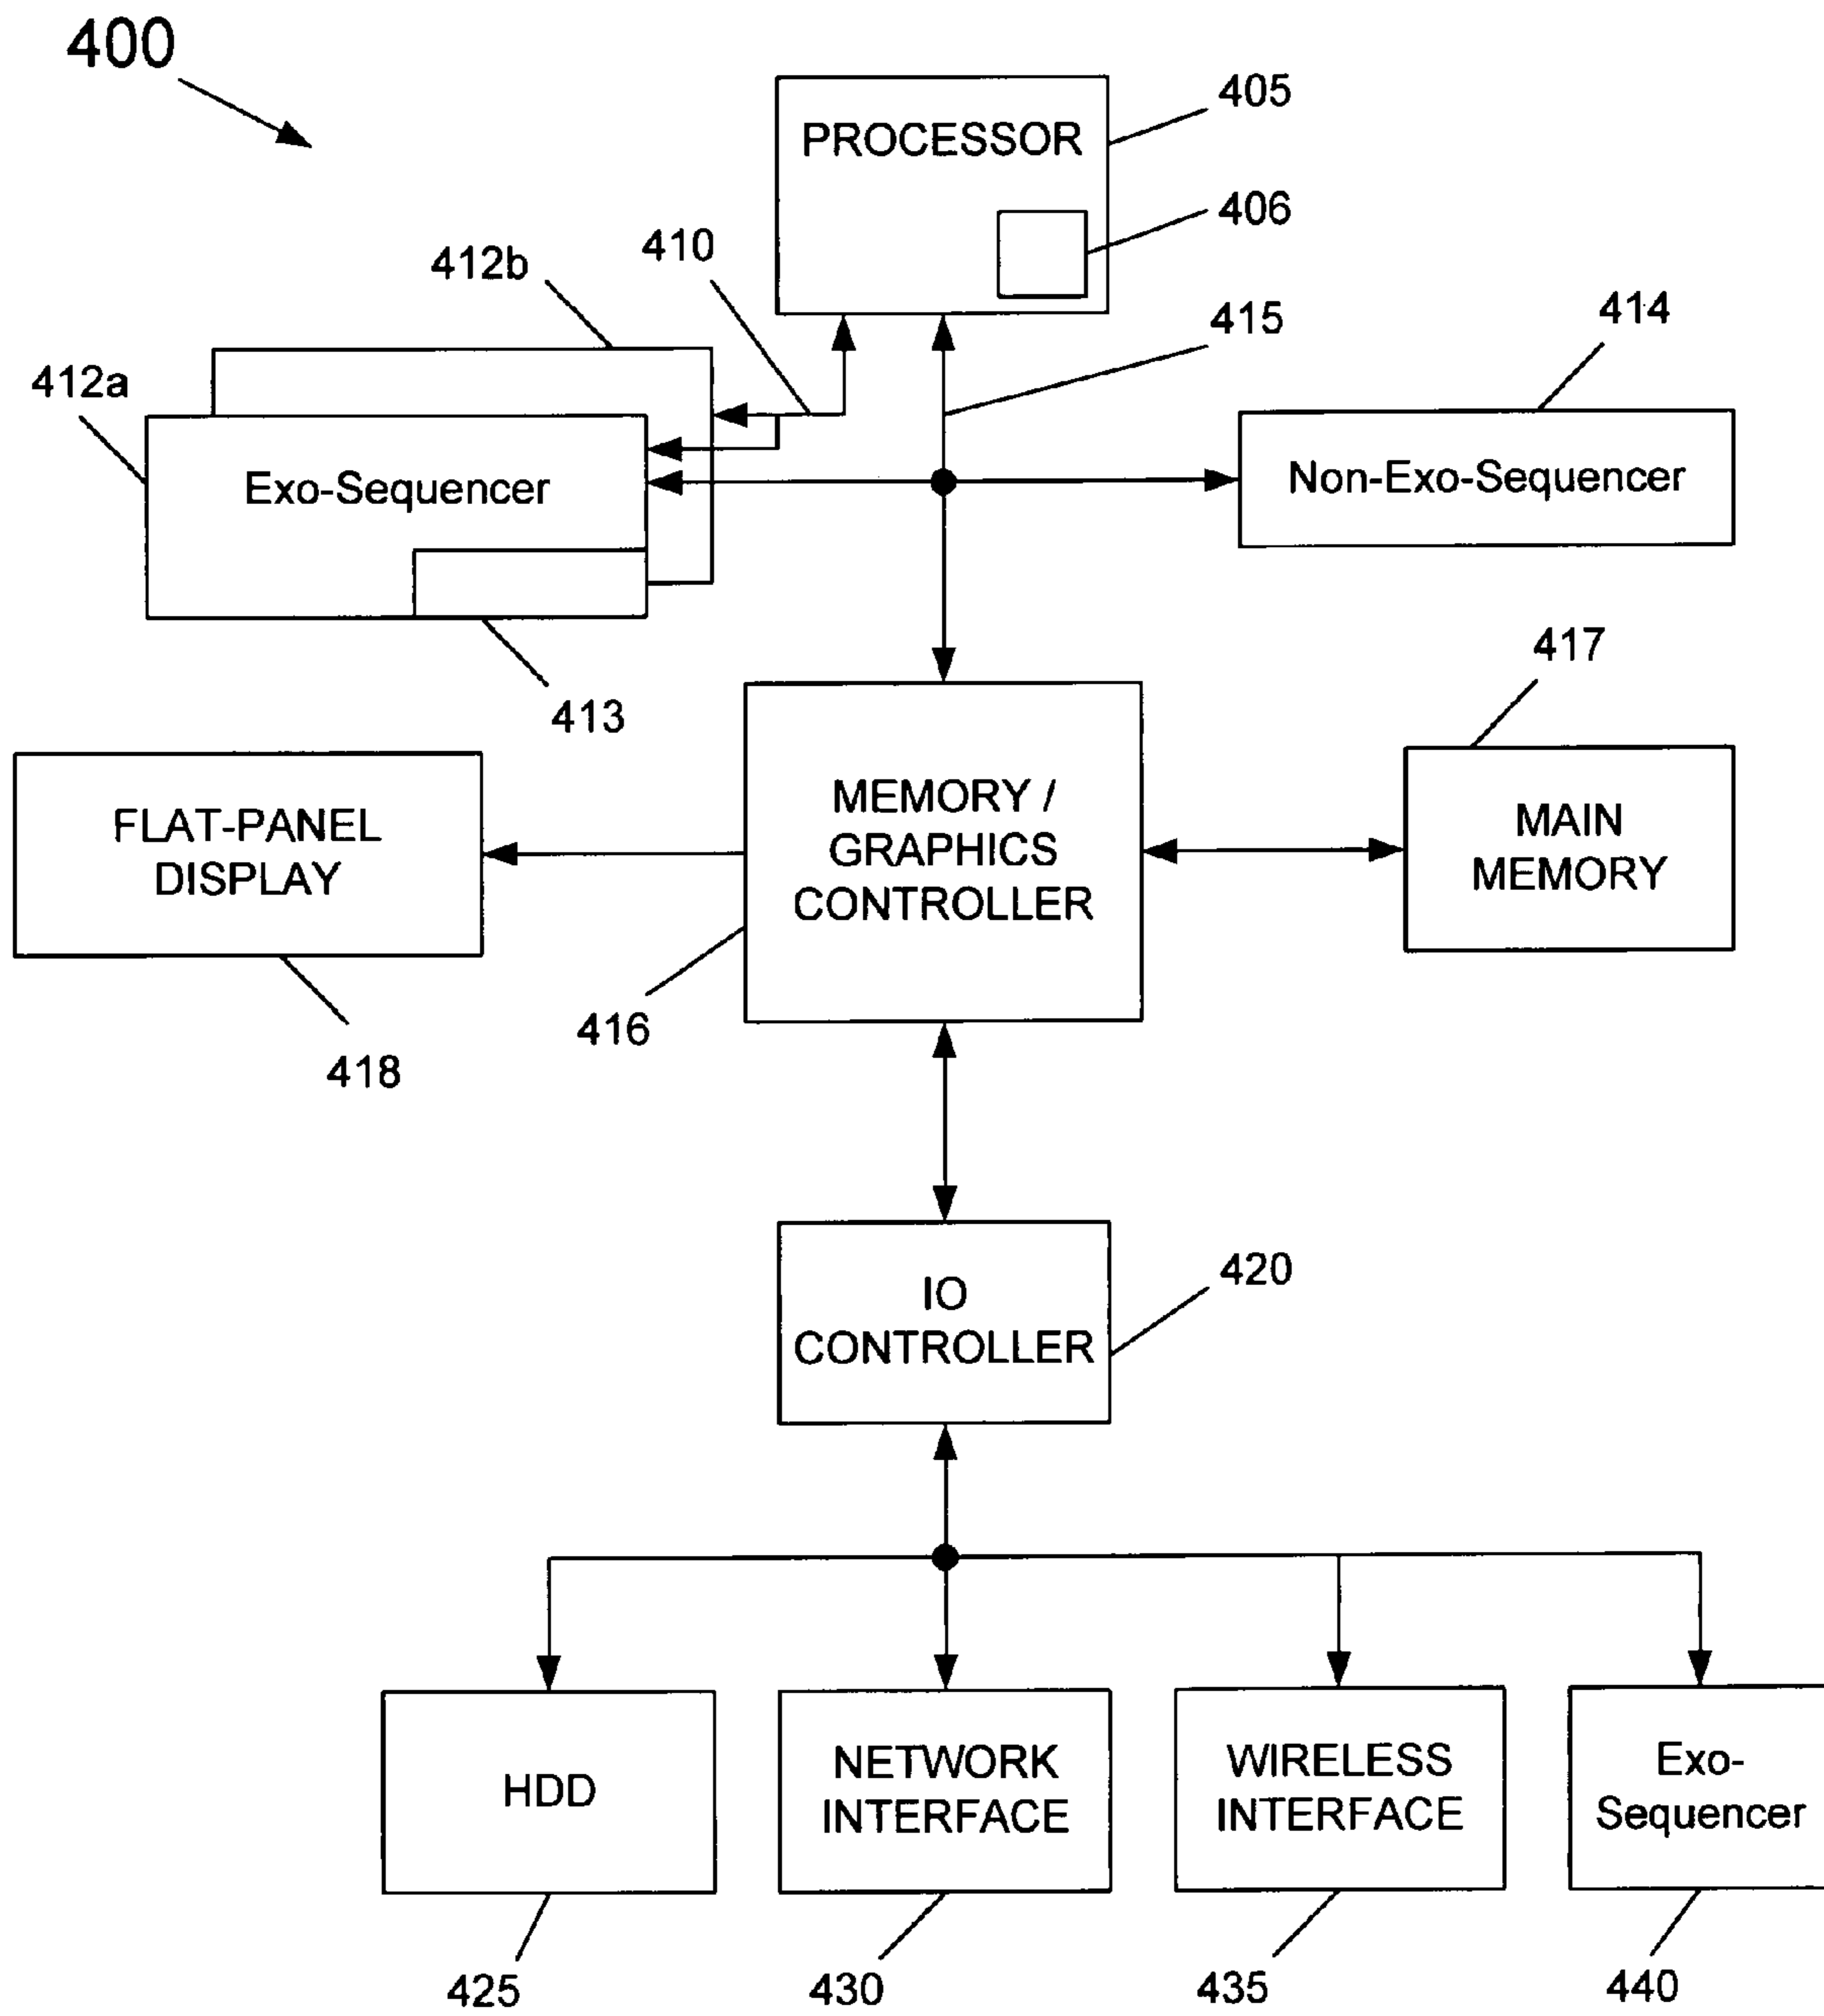 400
405
PROCESSOR
406
410
412b
415
414
412a
Exo-Sequencer
Non-Exo-Sequencer
413
417
FLAT-PANEL
DISPLAY
MEMORY /
GRAPHICS
CONTROLLER
MAIN
MEMORY
416
418
IO
CONTROLLER
420
HDD
NETWORK
INTERFACE
WIRELESS
INTERFACE
Exo-
Sequencer
425
430
435
440